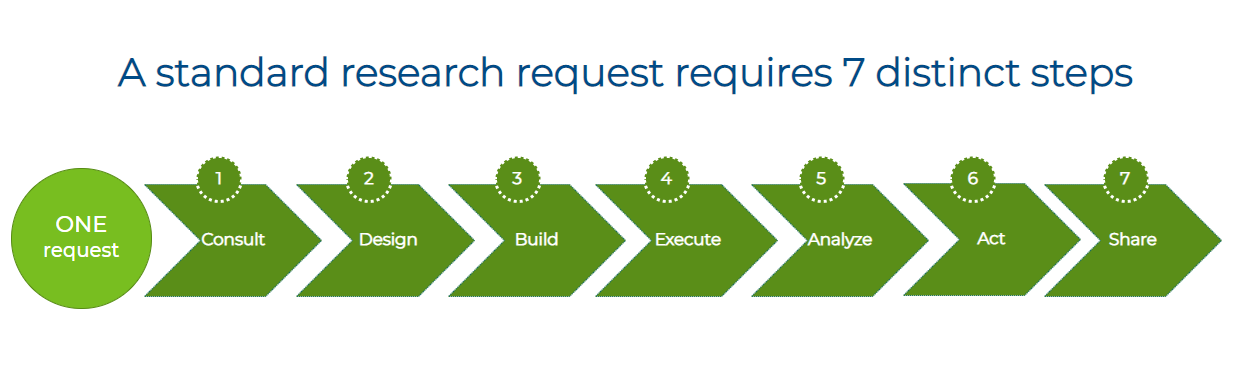 A standard research request requires 7 distinct steps
ONE
request
1
Consult
2
Design
3
Build
4
Execute
5
Analyze
6
Act
7
Share